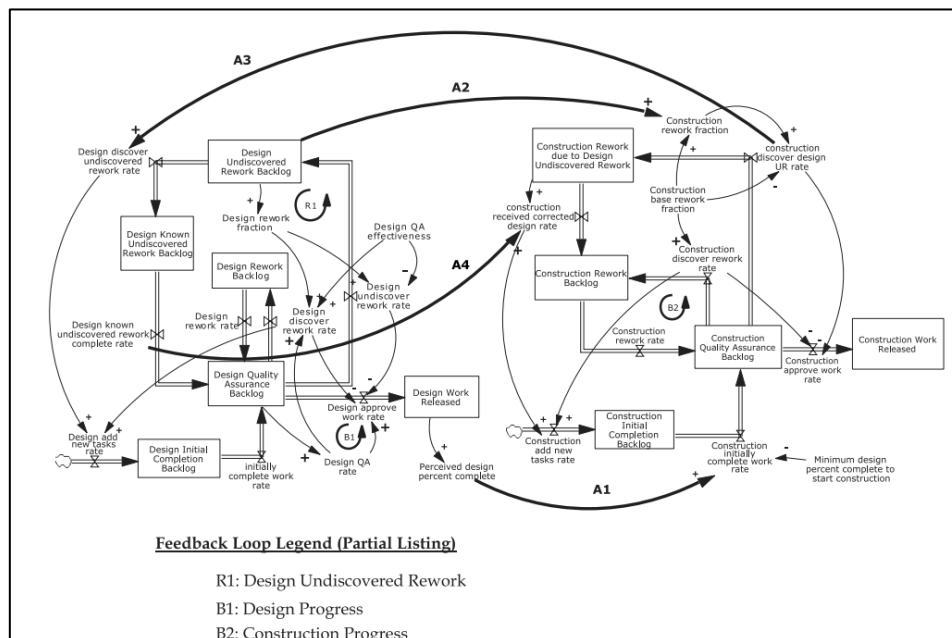 A3
A2
Design discover
undiscovered
rework rate
+
Design
Undiscovered
Rework Backlog
R1
+
Design rework
fraction
Design QA
effectiveness
Design Known
Undiscovered
Rework Backlog
Design Rework
Backlog
Design
rework rate
Design
discover
rework rate
+
+
+
+
-
Design
undiscover
rework rate
A4
Design known
undiscovered rework
complete rate
Design Quality
Assurance
Backlog
-
-
Design approve
work rate
B1
+
+
+
Design QA
rate
Design Work
Released
+
Perceived design
percent complete
+
+
Design add
new tasks
rate
Design Initial
Completion
Backlog
initially
complete work
rate
A1
+
Construction
rework fraction
+
+
construction
discover design
UR rate
-
Construction Rework
due to Design
Undiscovered Rework
Construction
base rework
fraction
+
construction
received corrected
design rate
+
+
Construction
discover rework
rate
Construction Rework
Backlog
B2
Construction
rework rate
Construction
Quality Assurance
Backlog
-
-
Construction
approve work
rate
Construction Work
Released
+
+
Construction
add new
tasks rate
Construction
Initial
Completion
Backlog
Construction
initially
complete work
rate
+
-
Minimum design
percent complete to
start construction
Feedback Loop Legend (Partial Listing)
R1: Design Undiscovered Rework
B1: Design Progress
B2: Construction Progress